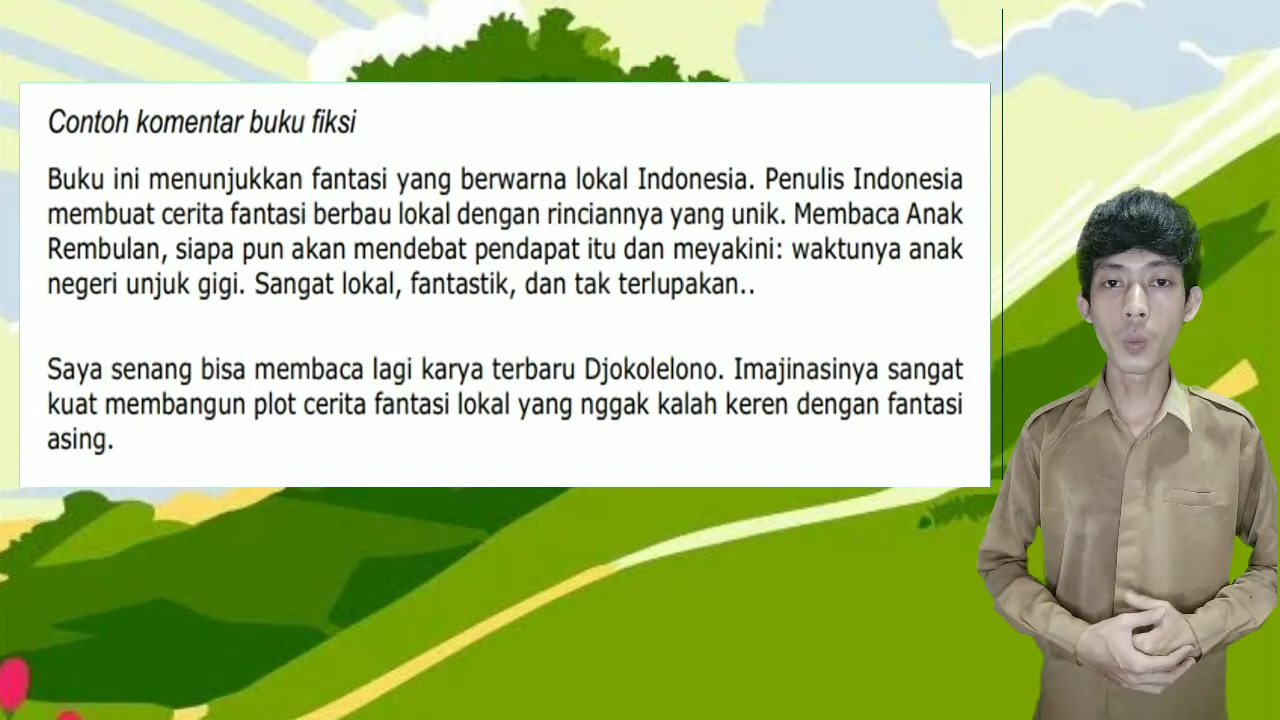 Contoh komentar buku fiksi
Buku ini menunjukkan fantasi yang berwarna lokal Indonesia. Penulis Indonesia
membuat cerita fantasi berbau lokal dengan rinciannya yang unik. Membaca Anak
Rembulan, siapa pun akan mendebat pendapat itu dan meyakini: waktunya anak
negeri unjuk gigi. Sangat lokal, fantastik, dan tak terlupakan..
Saya senang bisa membaca lagi karya terbaru Djokolelono. Imajinasinya sangat
kuat membangun plot cerita fantasi lokal yang nggak kalah keren dengan fantasi
asing.